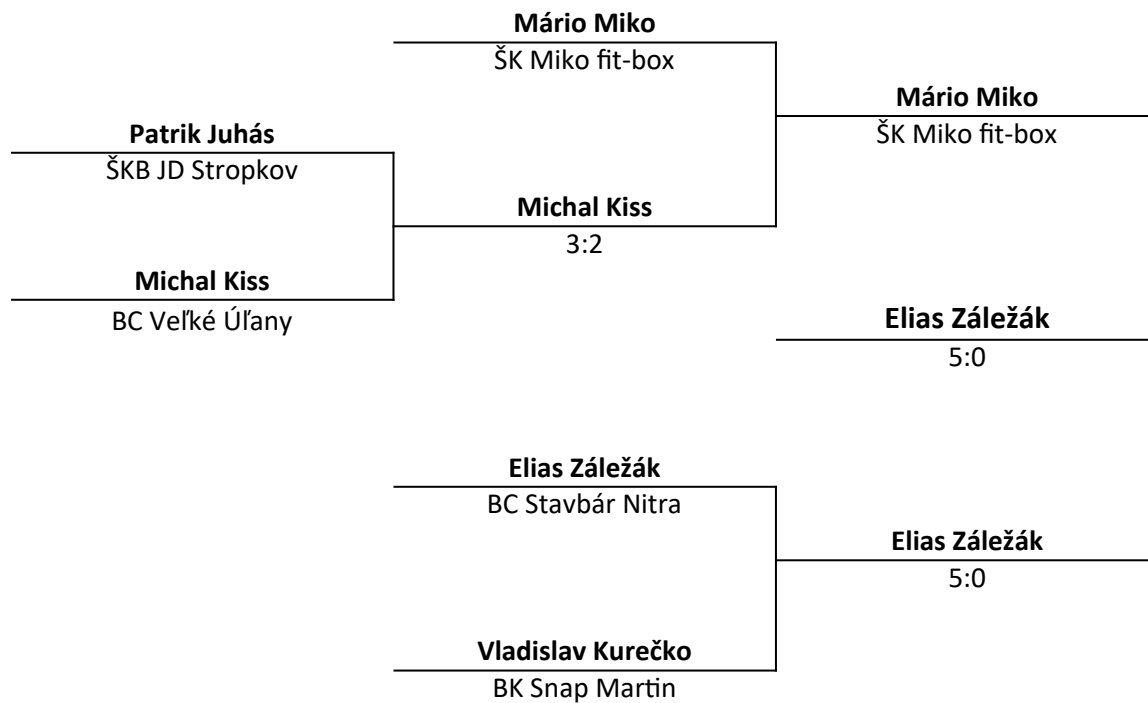 Mário Miko
ŠK Miko fit-box
Mário Miko
ŠK Miko fit-box
Patrik Juhás
ŠKB JD Stropkov
Michal Kiss
3:2
Michal Kiss
BC Veľké Úľany
Elias Záležák
5:0
Elias Záležák
BC Stavbár Nitra
Elias Záležák
5:0
Vladislav Kurečko
BK Snap Martin